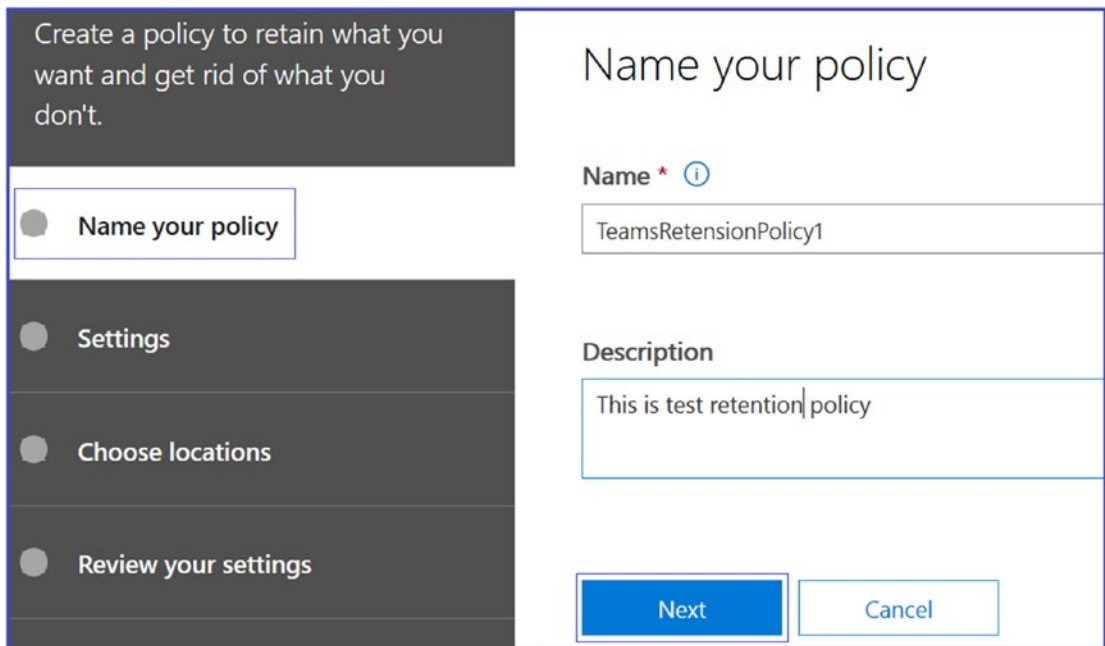 Create a policy to retain what you
want and get rid of what you
don't.
Name your policy
Settings
Choose locations
Review your settings
Name your policy
Name *
TeamsRetensionPolicy1
Description
This is test retention policy
Next
Cancel